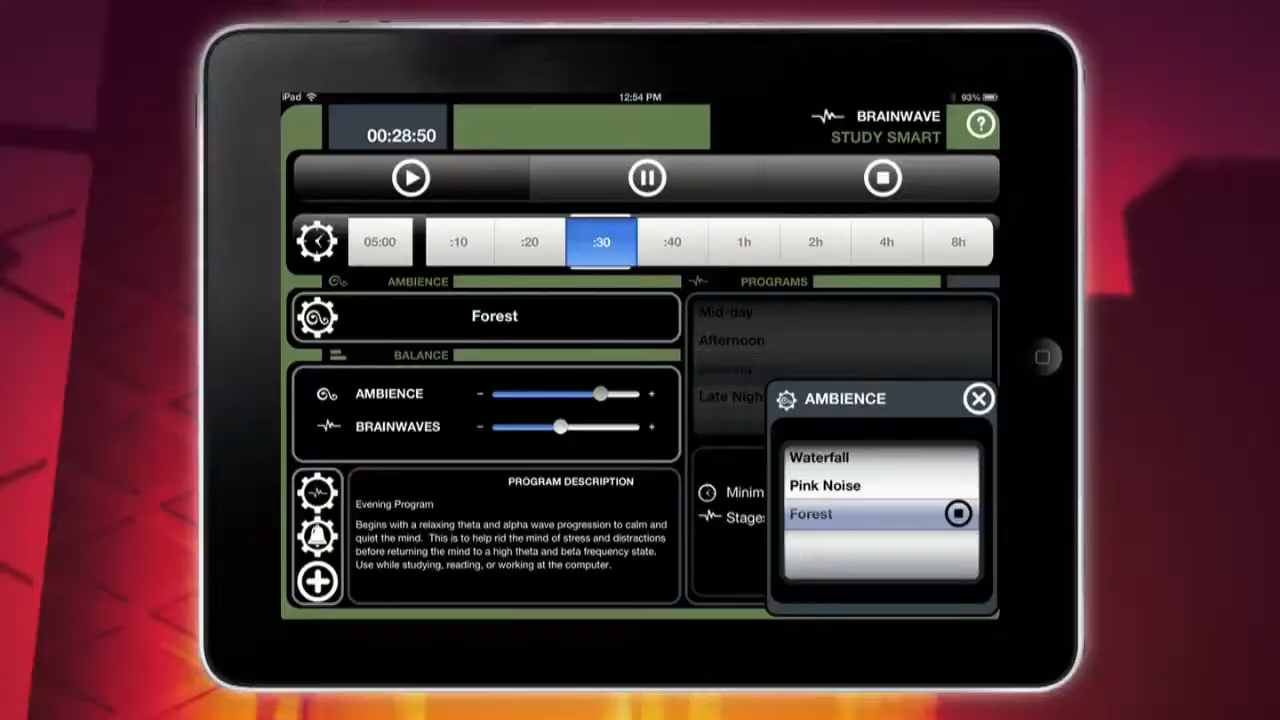 iPad
12:54 PM
93%
00:28:50
BRAINWAVE
STUDY SMART
?
05:00
:10
:20
:30
:40
1h
2h
4h
8h
AMBIENCE
PROGRAMS
Forest
Mid-day
Afternoon
Late Nigh
BALANCE
AMBIENCE - +
BRAINWAVES - +
PROGRAM DESCRIPTION
Evening Program
Begins with a relaxing theta and alpha wave progression to calm and
quiet the mind. This is to help rid the mind of stress and distractions
before returning the mind to a high theta and beta frequency state.
Use while studying, reading, or working at the computer.
Minim
Stage
AMBIENCE
Waterfall
Pink Noise
Forest